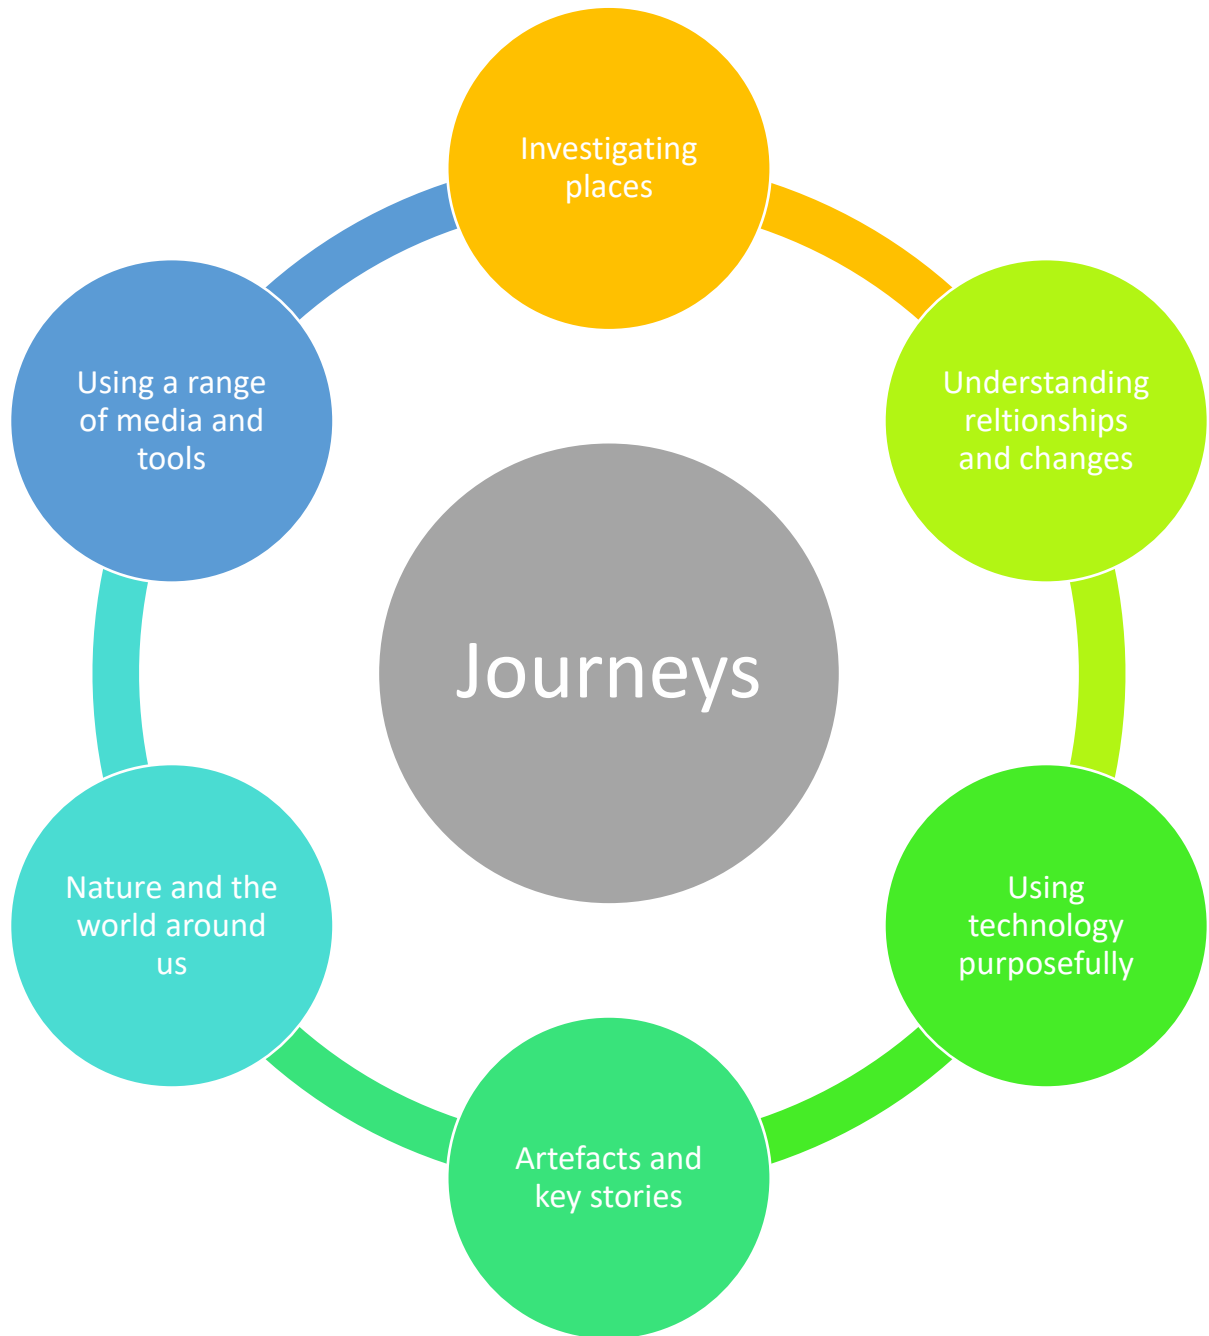 Investigating
places
Understanding
reltionships
and changes
Using
technology
purposefully
Artefacts and
key stories
Nature and the
world around
us
Using a range
of media and
tools
Journeys